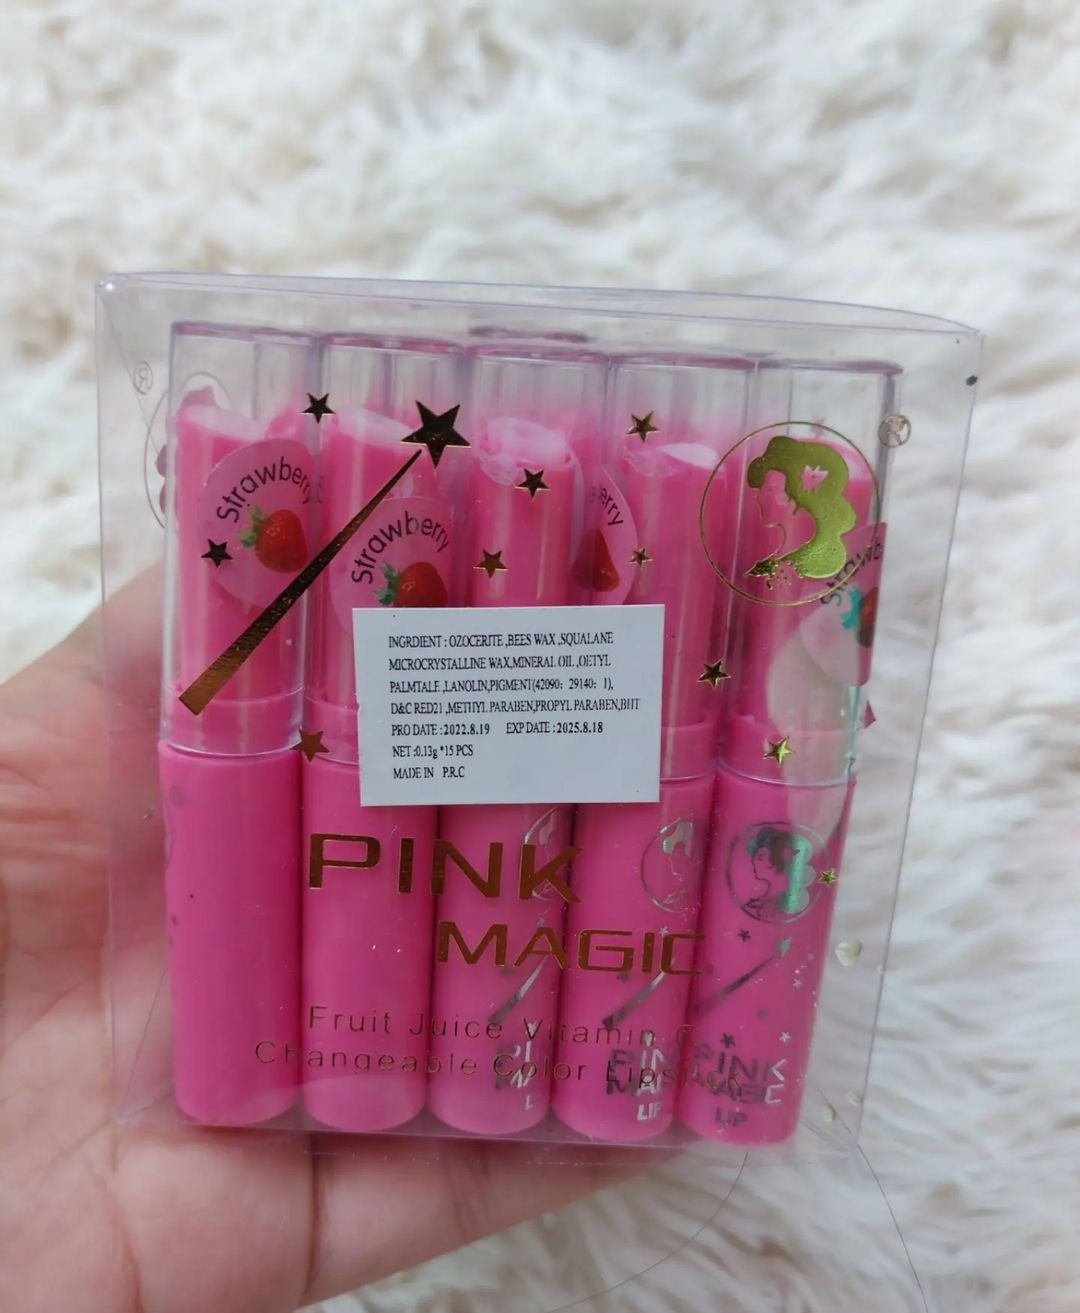 ®
®
Strawberry
Strawberry
INGRDIENT : OZOCERITE ,BEES WAX ,SQUALANE
MICROCRYSTALLINE WAX,MINERAL OIL ,OETYL
PALMTALE ,LANOLIN,PIGMENT(42090: 29140: 1),
D&C RED21 ,METHYL PARABEN,PROPYL PARABEN,BHT
PRO DATE : 2022.8.19 EXP DATE : 2025.8.18
NET :0.13g *15 PCS
MADE IN P.R.C
PINK
MAGIC
Fruit Juice Vitamin C
Changeable Color Lipstick
PINK
MAGIC
LIP